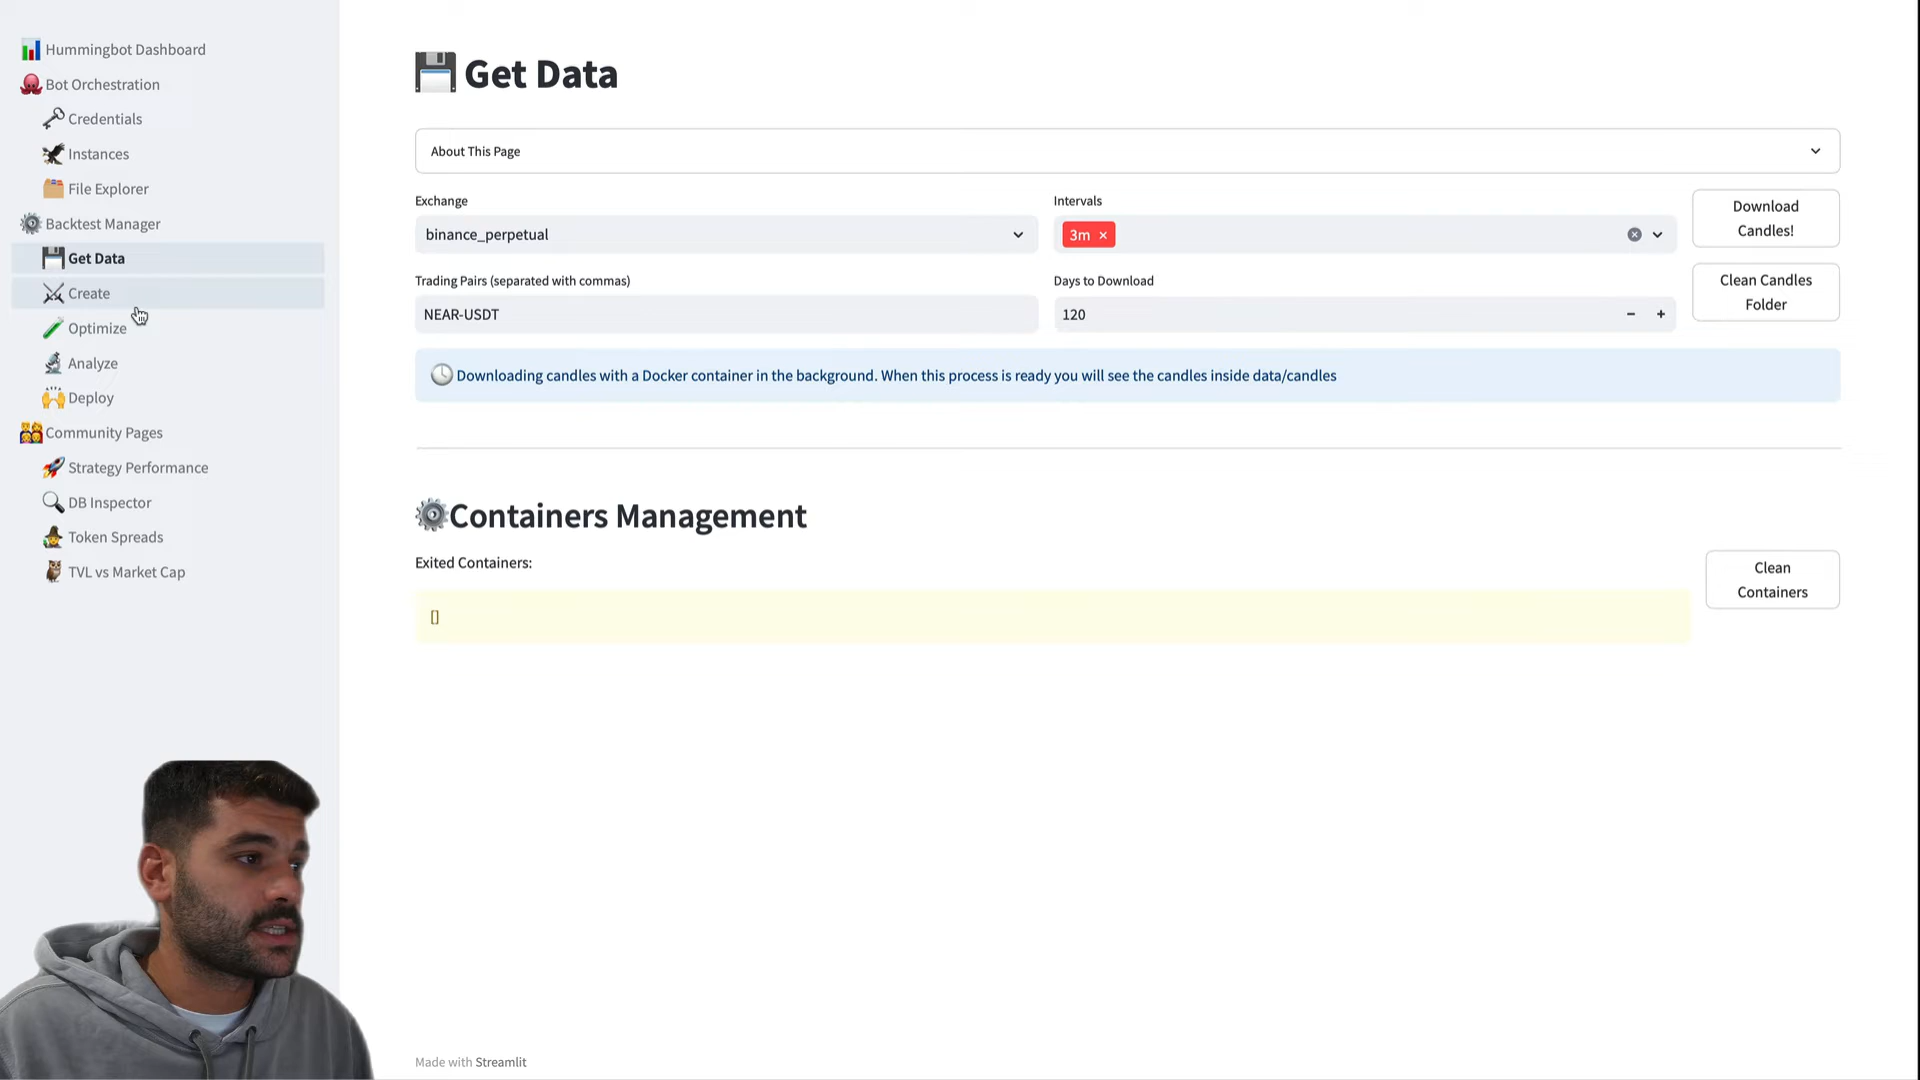 Hummingbot Dashboard
Bot Orchestration
Credentials
Instances
File Explorer
Backtest Manager
Get Data
Create
Optimize
Analyze
Deploy
Community Pages
Strategy Performance
DB Inspector
Token Spreads
TVL vs Market Cap
Get Data
About This Page
Exchange
binance_perpetual
Intervals
3m ×
Download
Candles!
Trading Pairs (separated with commas)
NEAR-USDT
Days to Download
120
− +
Clean Candles
Folder
Downloading candles with a Docker container in the background. When this process is ready you will see the candles inside data/candles
Containers Management
Exited Containers:
[]
Clean
Containers
Made with Streamlit